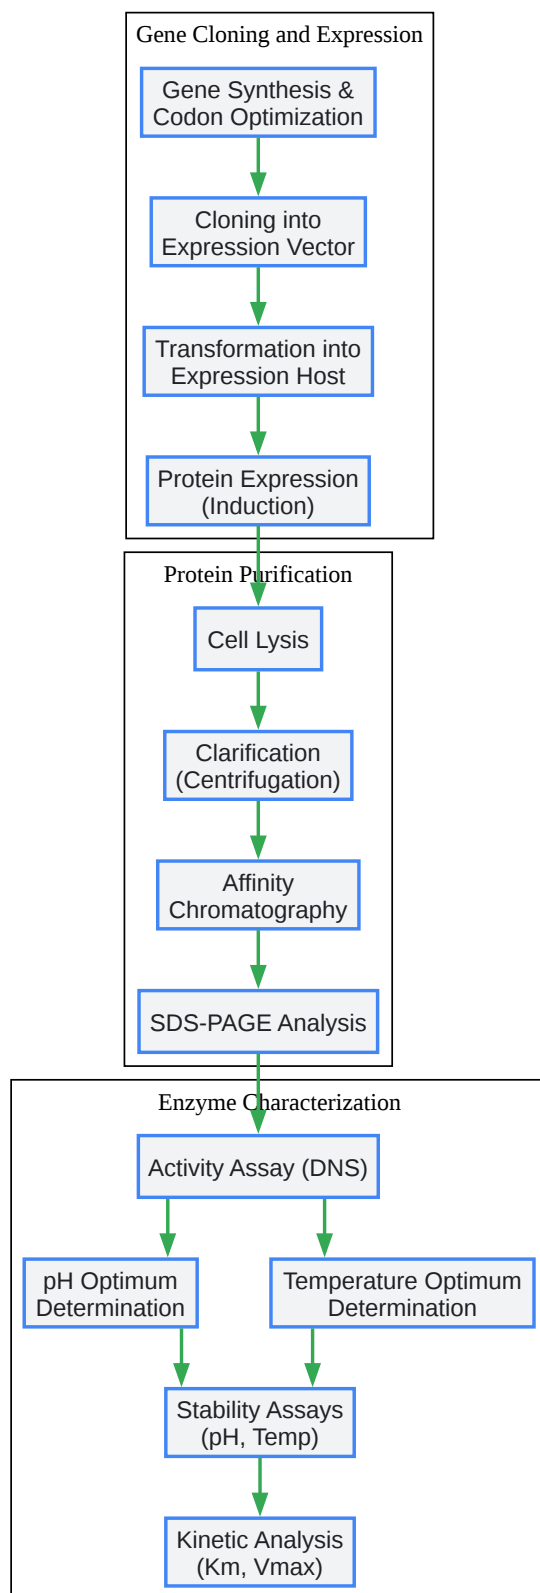 Gene Cloning and Expression
Gene Synthesis &
Codon Optimization
Cloning into
Expression Vector
Transformation into
Expression Host
Protein Expression
(Induction)
Protein Purification
Cell Lysis
Clarification
(Centrifugation)
Affinity
Chromatography
SDS-PAGE Analysis
Enzyme Characterization
Activity Assay (DNS)
pH Optimum
Determination
Temperature Optimum
Determination
Stability Assays
(pH, Temp)
Kinetic Analysis
(Km, Vmax)